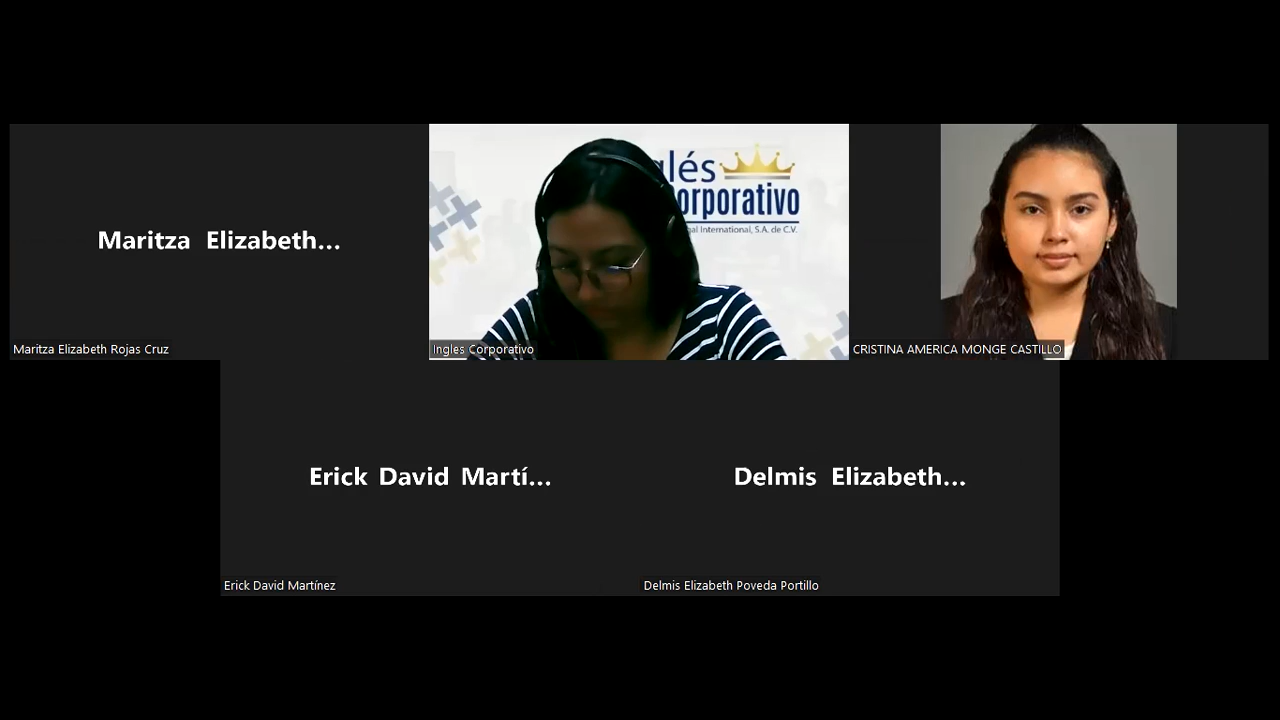 Maritza Elizabeth...
Maritza Elizabeth Rojas Cruz
glés
orporativo
al International, S.A. de C.V.
Ingles Corporativo
CRISTINA AMERICA MONGE CASTILLO
Erick David Martí...
Erick David Martínez
Delmis Elizabeth...
Delmis Elizabeth Poveda Portillo